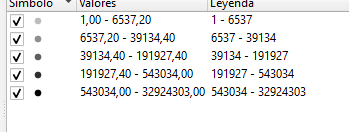 Símbolo Valores Leyenda
1,00 - 6537,20 1 - 6537
6537,20 - 39134,40 6537 - 39134
39134,40 - 191927,40 39134 - 191927
191927,40 - 543034,00 191927 - 543034
543034,00 - 32924303,00 543034 - 32924303